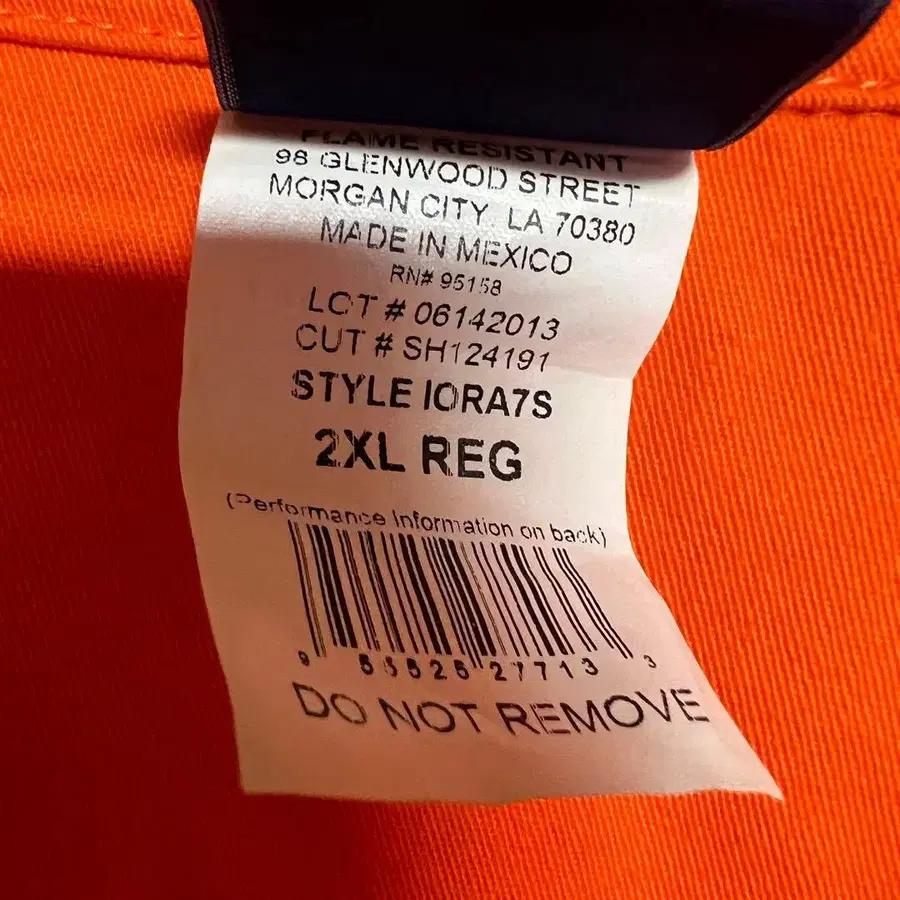 FLAME RESISTANT
98 GLENWOOD STREET
MORGAN CITY, LA 70380
MADE IN MEXICO
RN# 95158
LOT # 06142013
CUT # SH124191
STYLE IORA7S
2XL REG
(Performance Information on back)
9 55525 27713 3
DO NOT REMOVE